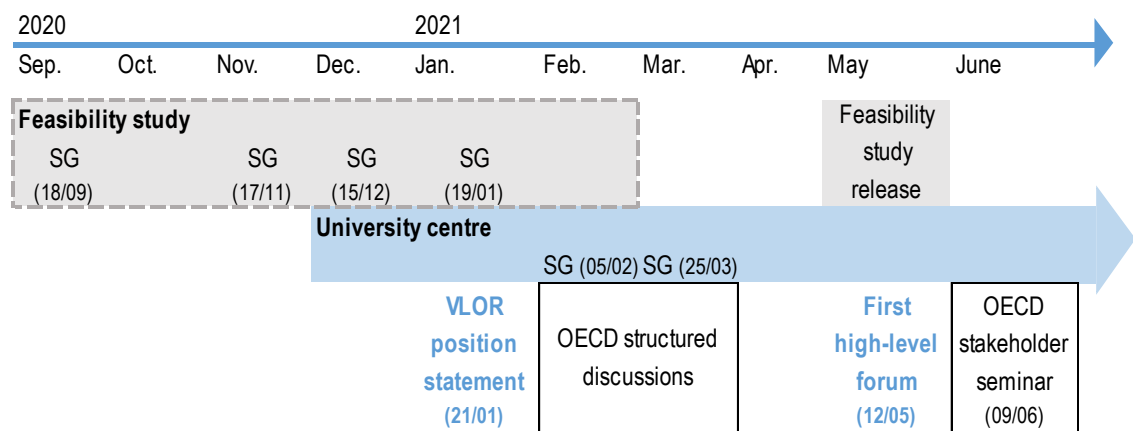 2020 2021
Sep. Oct. Nov. Dec. Jan. Feb. Mar. Apr. May June
Feasibility study
SG SG SG SG
(18/09) (17/11) (15/12) (19/01)
Feasibility
study
release
University centre
SG (05/02) SG (25/03)
VLOR
position
statement
(21/01)
OECD structured
discussions
First
high-level
forum
(12/05)
OECD
stakeholder
seminar
(09/06)